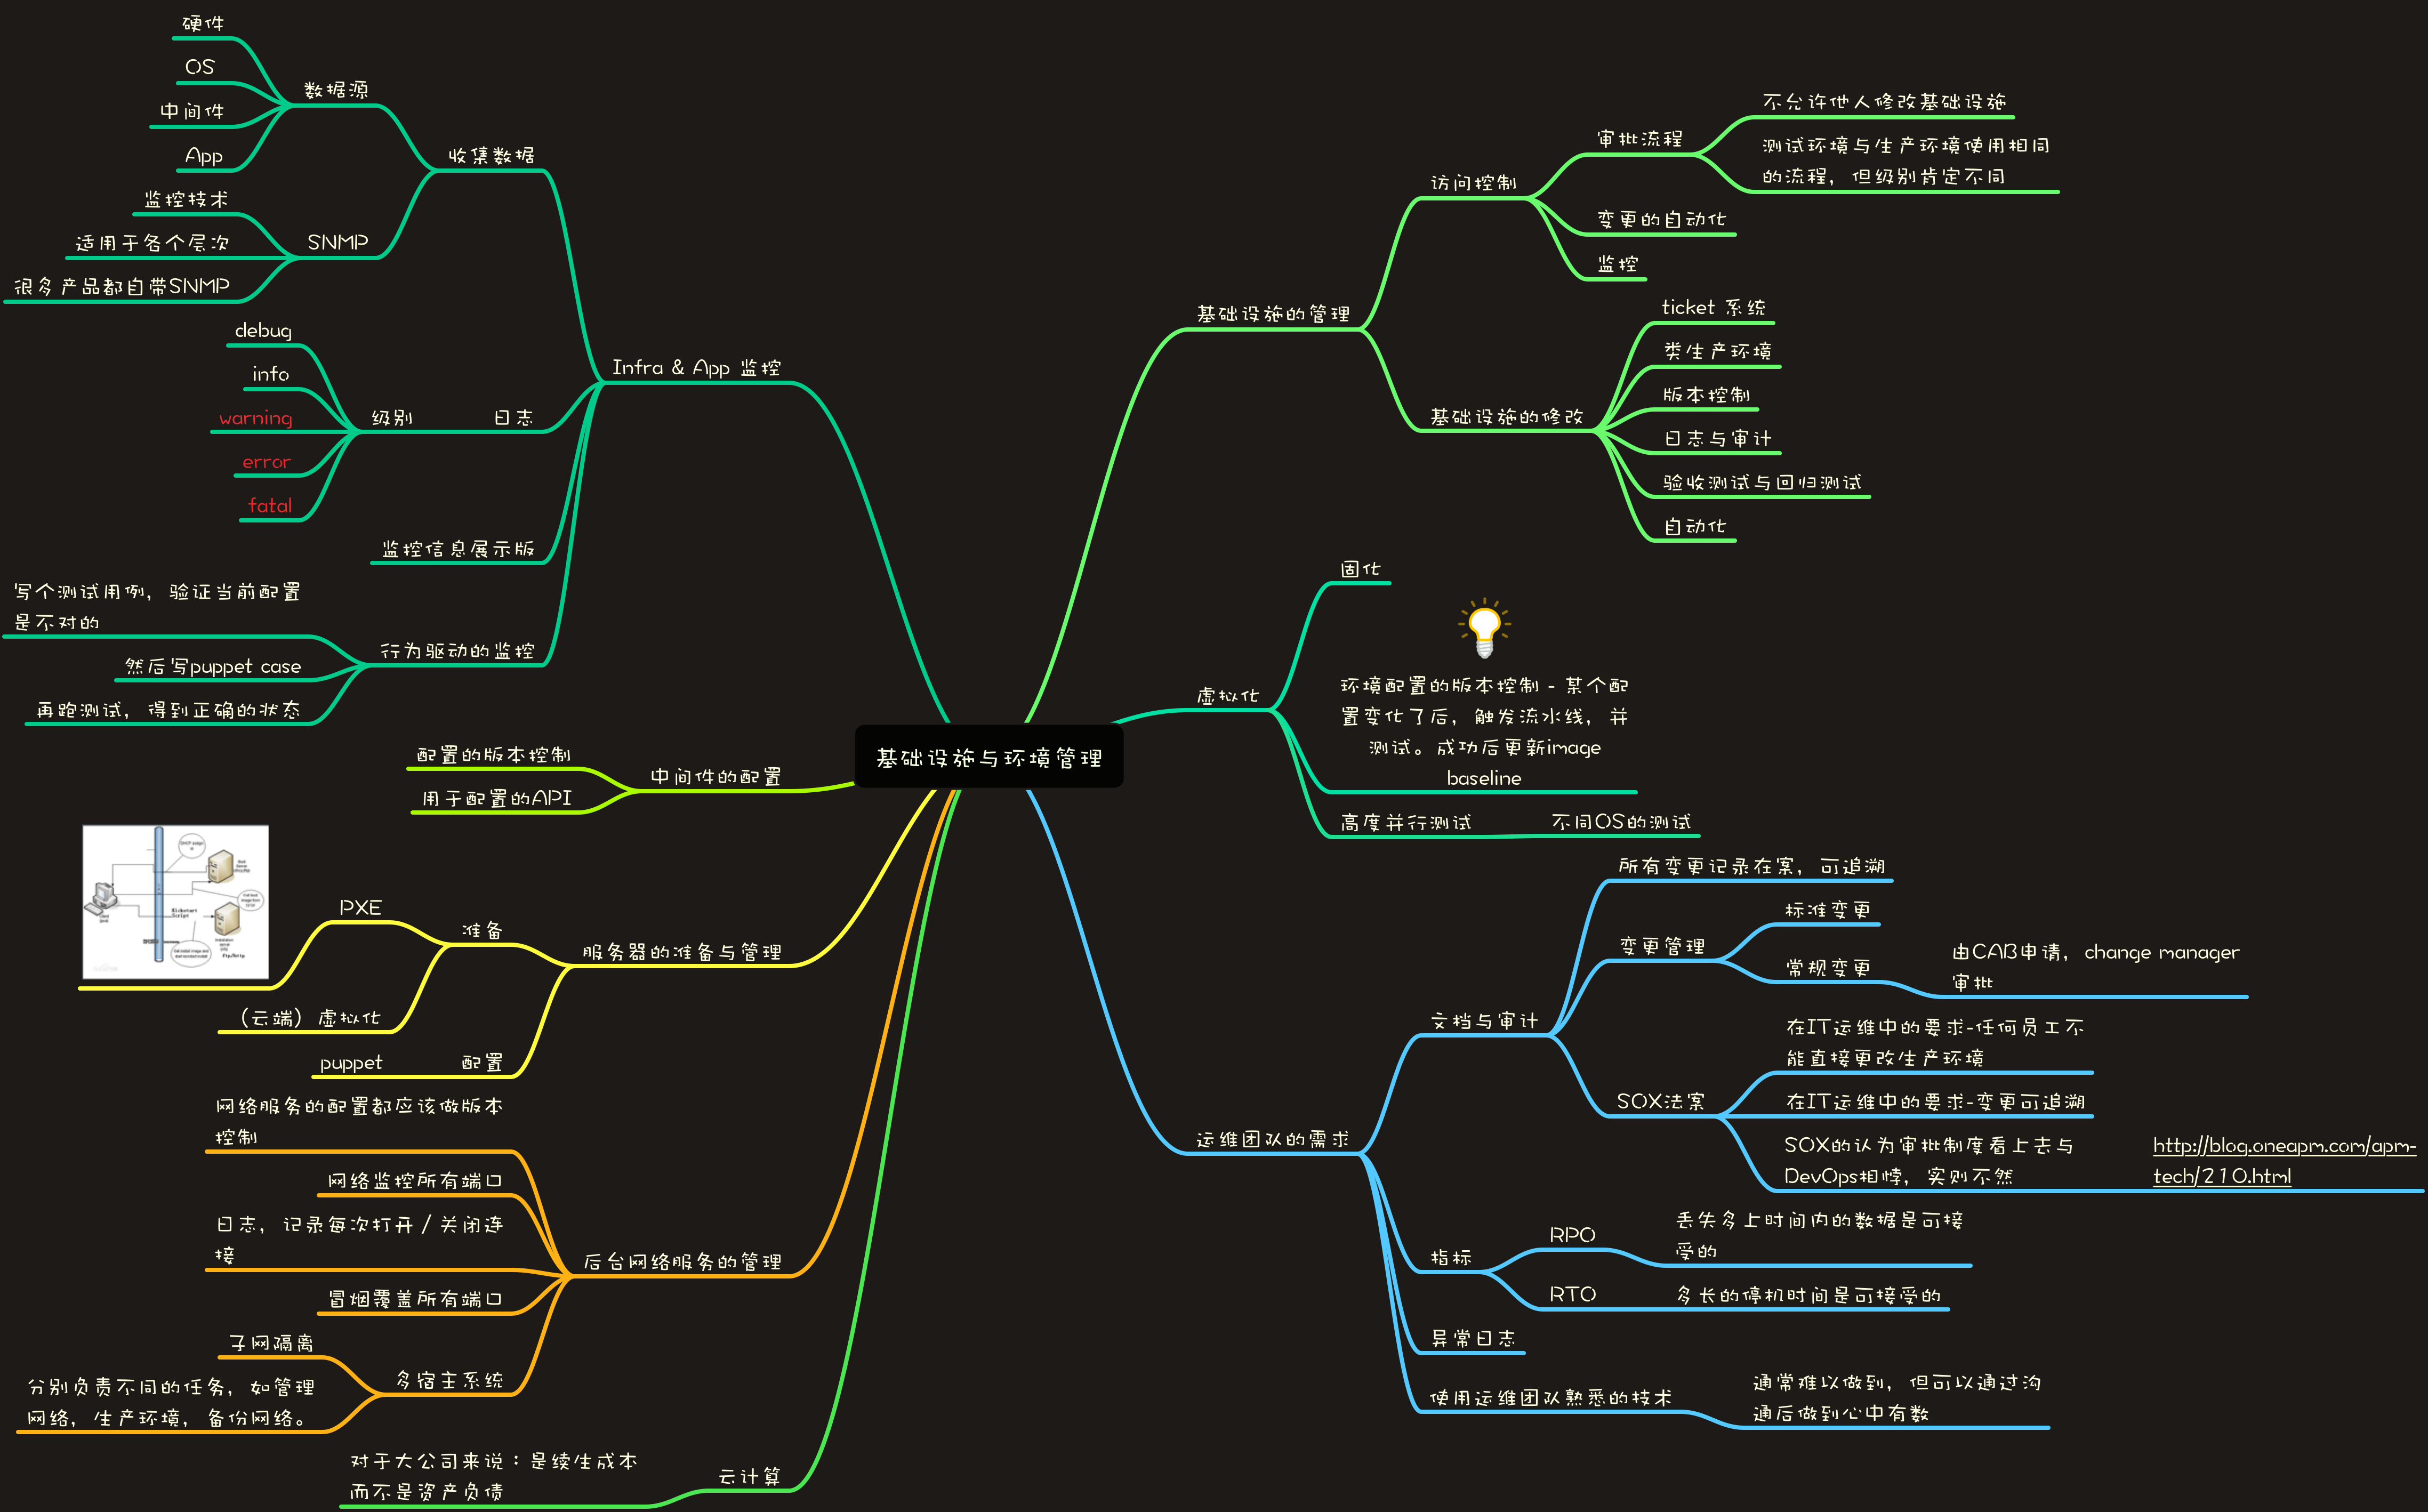 基础设施与环境管理
基础设施的管理
访问控制
审批流程
不允许他人修改基础设施
测试环境与生产环境使用相同
的流程，但级别肯定不同
变更的自动化
监控
基础设施的修改
ticket 系统
类生产环境
版本控制
日志与审计
验收测试与回归测试
自动化
虚拟化
固化
环境配置的版本控制 - 某个配
置变化了后，触发流水线，并
测试。成功后更新image
baseline
高度并行测试
不同OS的测试
运维团队的需求
文档与审计
所有变更记录在案，可追溯
变更管理
标准变更
常规变更
由CAB申请，change manager
审批
SOX法案
在IT运维中的要求-任何员工不
能直接更改生产环境
在IT运维中的要求-变更可追溯
SOX的认为审批制度看上去与
DevOps相悖，实则不然
http://blog.oneapm.com/apm-
tech/210.html
指标
RPO
丢失多上时间内的数据是可接
受的
RTO
多长的停机时间是可接受的
异常日志
使用运维团队熟悉的技术
通常难以做到，但可以通过沟
通后做到心中有数
Infra & App 监控
收集数据
数据源
硬件
OS
中间件
App
SNMP
监控技术
适用于各个层次
很多产品都自带SNMP
日志
级别
debug
info
warning
error
fatal
监控信息展示版
行为驱动的监控
写个测试用例，验证当前配置
是不对的
然后写puppet case
再跑测试，得到正确的状态
中间件的配置
配置的版本控制
用于配置的API
服务器的准备与管理
准备
PXE
Kickstart
Script
ftp/http
（云端）虚拟化
配置
puppet
后台网络服务的管理
网络服务的配置都应该做版本
控制
网络监控所有端口
日志，记录每次打开 / 关闭连
接
冒烟覆盖所有端口
多宿主系统
子网隔离
分别负责不同的任务，如管理
网络，生产环境，备份网络。
云计算
对于大公司来说：是续生成本
而不是资产负债